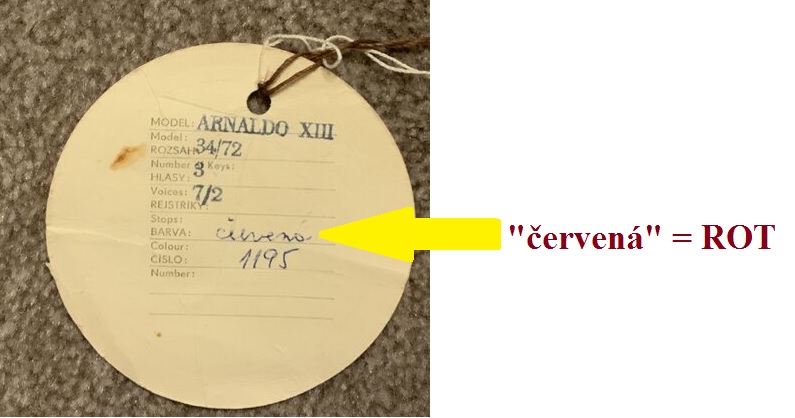 MODEL: ARNALDO XIII
Model:
ROZSAH 34/72
Number Keys:
HLASY: 3
Voices: 7/2
REJSTŘÍKY:
Stops:
BARVA: červená
Colour:
ČÍSLO: 1195
Number:
"červená" = ROT